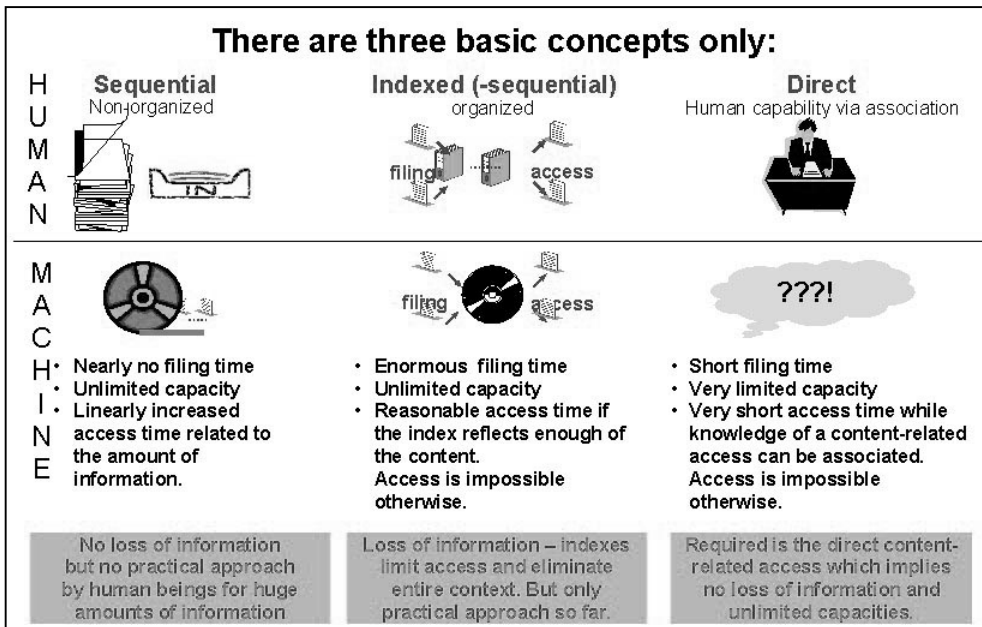 There are three basic concepts only:
HUMAN
Sequential
Non-organized
IN
Indexed (-sequential)
organized
filing
access
Direct
Human capability via association
MACHINE
filing
access
???!
• Nearly no filing time
• Unlimited capacity
• Linearly increased
access time related to
the amount of
information.
• Enormous filing time
• Unlimited capacity
• Reasonable access time if
the index reflects enough of
the content.
Access is impossible
otherwise.
• Short filing time
• Very limited capacity
• Very short access time while
knowledge of a content-related
access can be associated.
Access is impossible
otherwise.
No loss of information
but no practical approach
by human beings for huge
amounts of information
Loss of information – indexes
limit access and eliminate
entire context. But only
practical approach so far.
Required is the direct content-
related access which implies
no loss of information and
unlimited capacities.